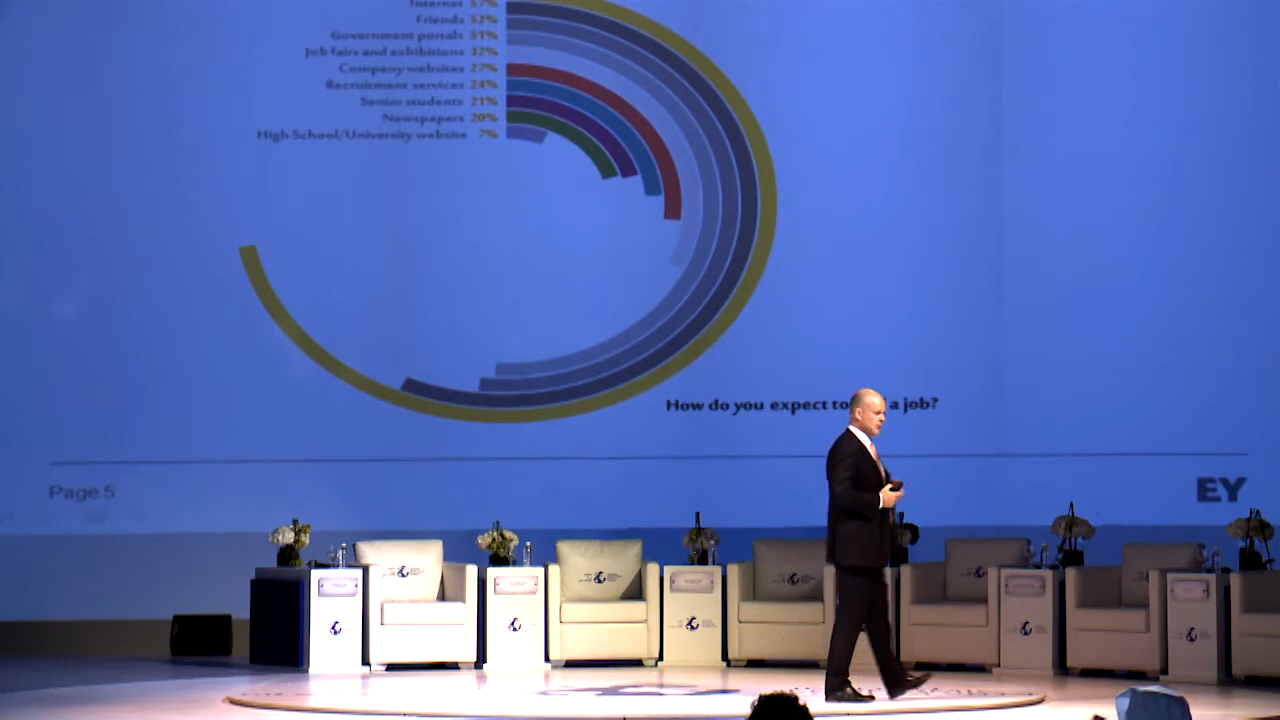 Internet 57%
Friends 52%
Government portals 51%
Job fairs and exhibitions 32%
Company websites 27%
Recruitment services 24%
Senior students 21%
Newspapers 20%
High School/University website 7%
How do you expect to a job?
Page 5
EY